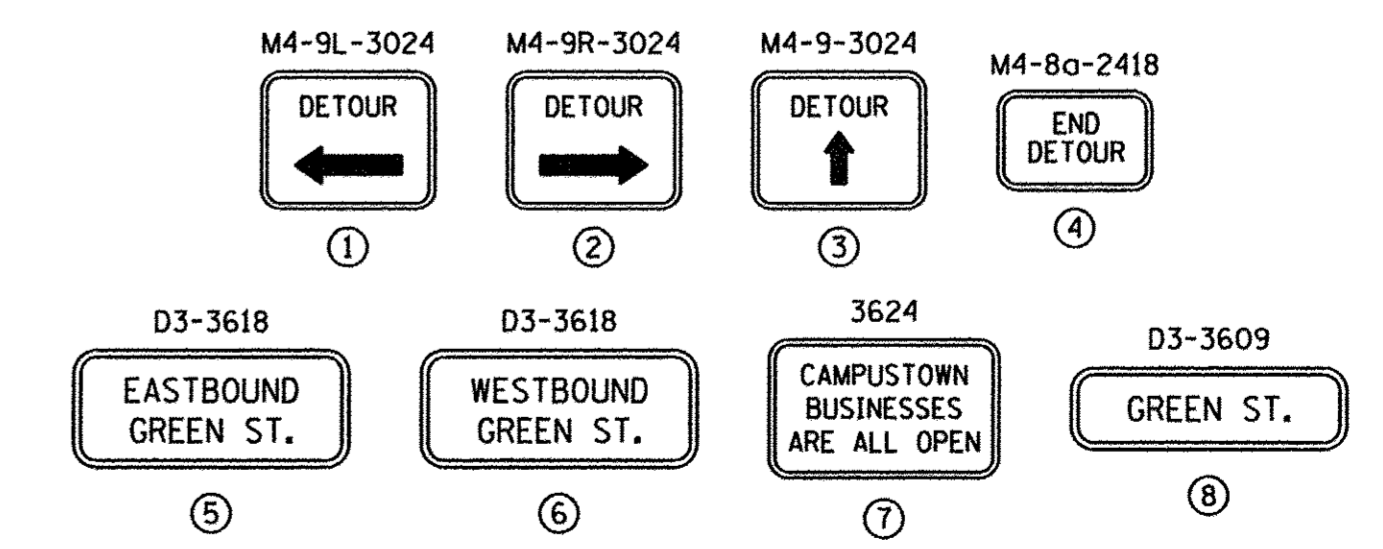 M4-9L-3024
M4-9R-3024
M4-9-3024
M4-8a-2418
DETOUR
DETOUR
DETOUR
END
DETOUR
1
2
3
4
D3-3618
D3-3618
3624
D3-3609
EASTBOUND
GREEN ST.
WESTBOUND
GREEN ST.
CAMPUSTOWN
BUSINESSES
ARE ALL OPEN
GREEN ST.
5
6
7
8